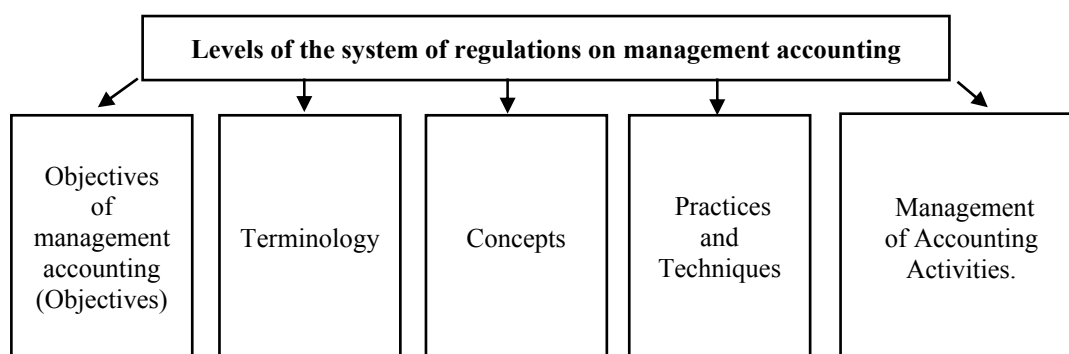 Levels of the system of regulations on management accounting
Objectives
of
management
accounting
(Objectives)
Terminology
Concepts
Practices
and
Techniques
Management
of Accounting
Activities.